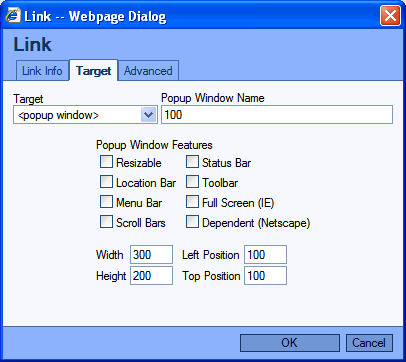 Link -- Webpage Dialog
Link
Link Info Target Advanced
Target Popup Window Name
<popup window> 100
Popup Window Features
Resizable Status Bar
Location Bar Toolbar
Menu Bar Full Screen (IE)
Scroll Bars Dependent (Netscape)
Width 300 Left Position 100
Height 200 Top Position 100
OK Cancel